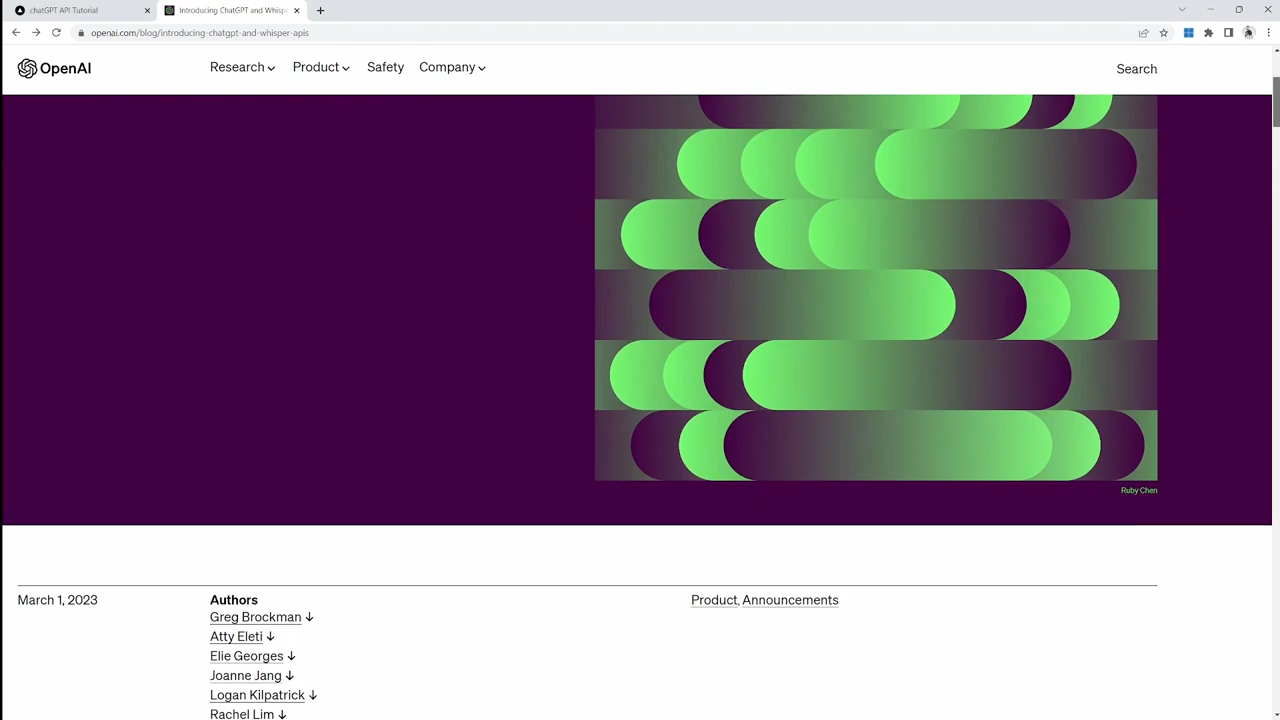 chatGPT API Tutorial
Introducing ChatGPT and Whisp
openai.com/blog/introducing-chatgpt-and-whisper-apis
OpenAI
Research
Product
Safety
Company
Search
Ruby Chen
March 1, 2023
Authors
Greg Brockman ↓
Atty Eleti ↓
Elie Georges ↓
Joanne Jang ↓
Logan Kilpatrick ↓
Rachel Lim ↓
Product, Announcements